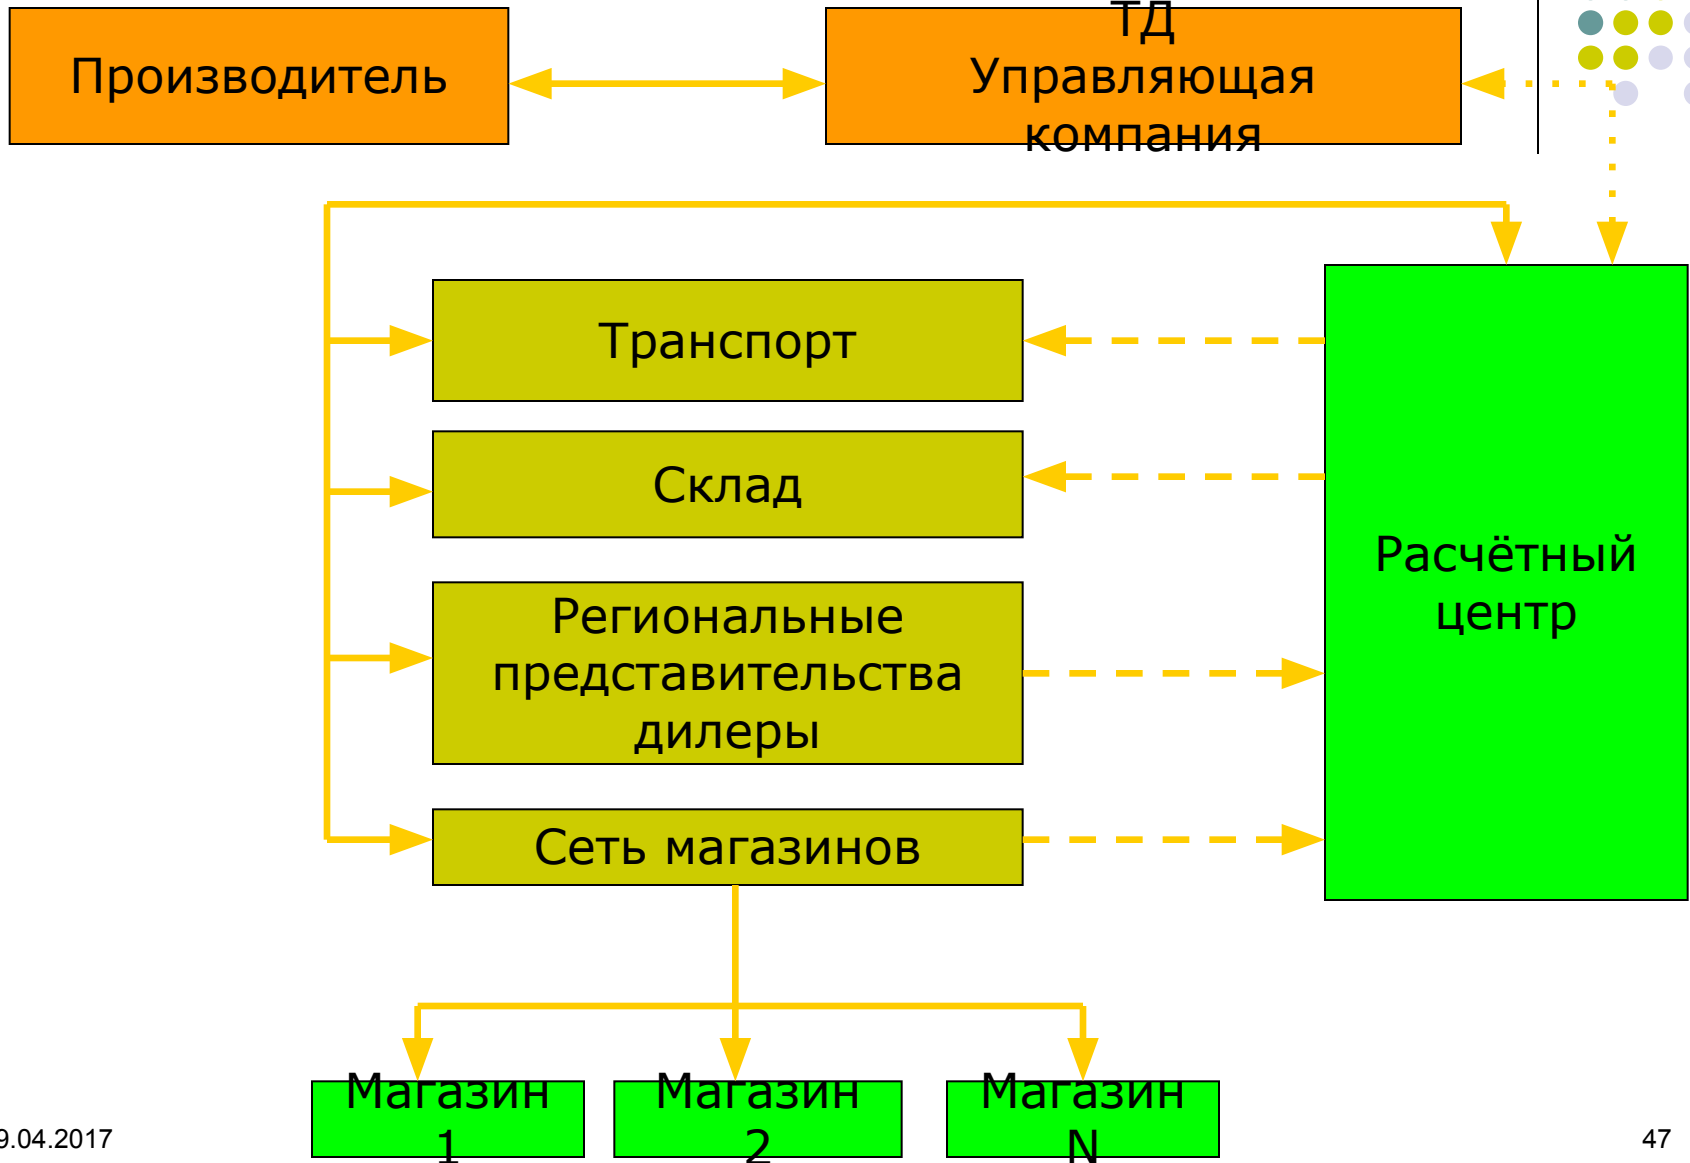 Производитель
ТД
Управляющая
компания
Транспорт
Склад
Региональные
представительства
дилеры
Сеть магазинов
Расчётный
центр
Магазин
1
Магазин
2
Магазин
N
9.04.2017
47